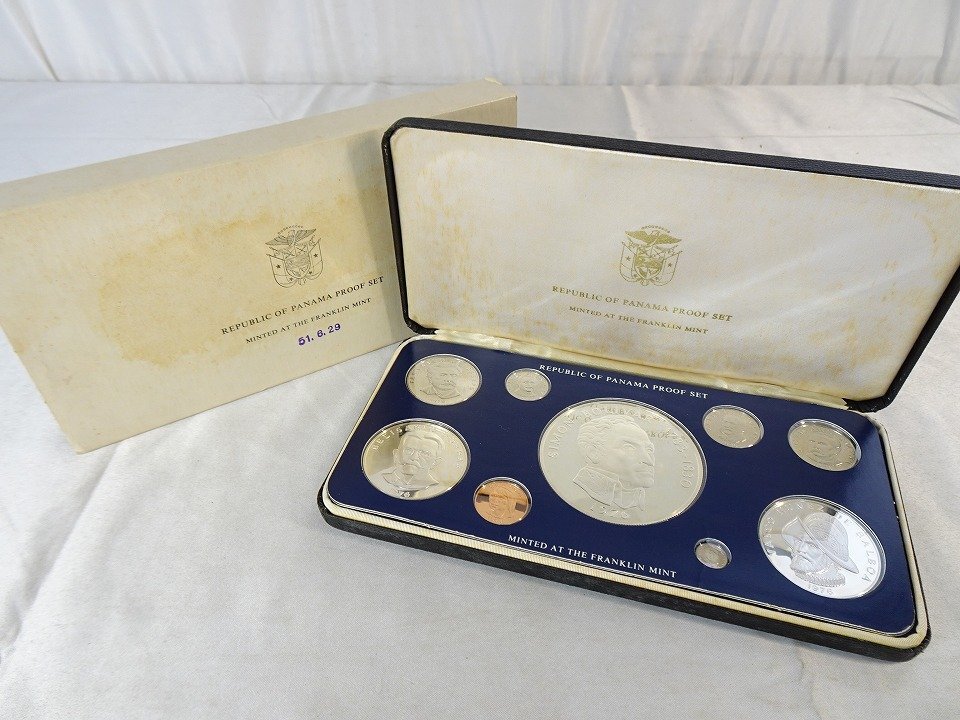 REPUBLIC OF PANAMA PROOF SET
MINTED AT THE FRANKLIN MINT
51.6.29
REPUBLIC OF PANAMA PROOF SET
MINTED AT THE FRANKLIN MINT
REPUBLIC OF PANAMA PROOF SET
MINTED AT THE FRANKLIN MINT